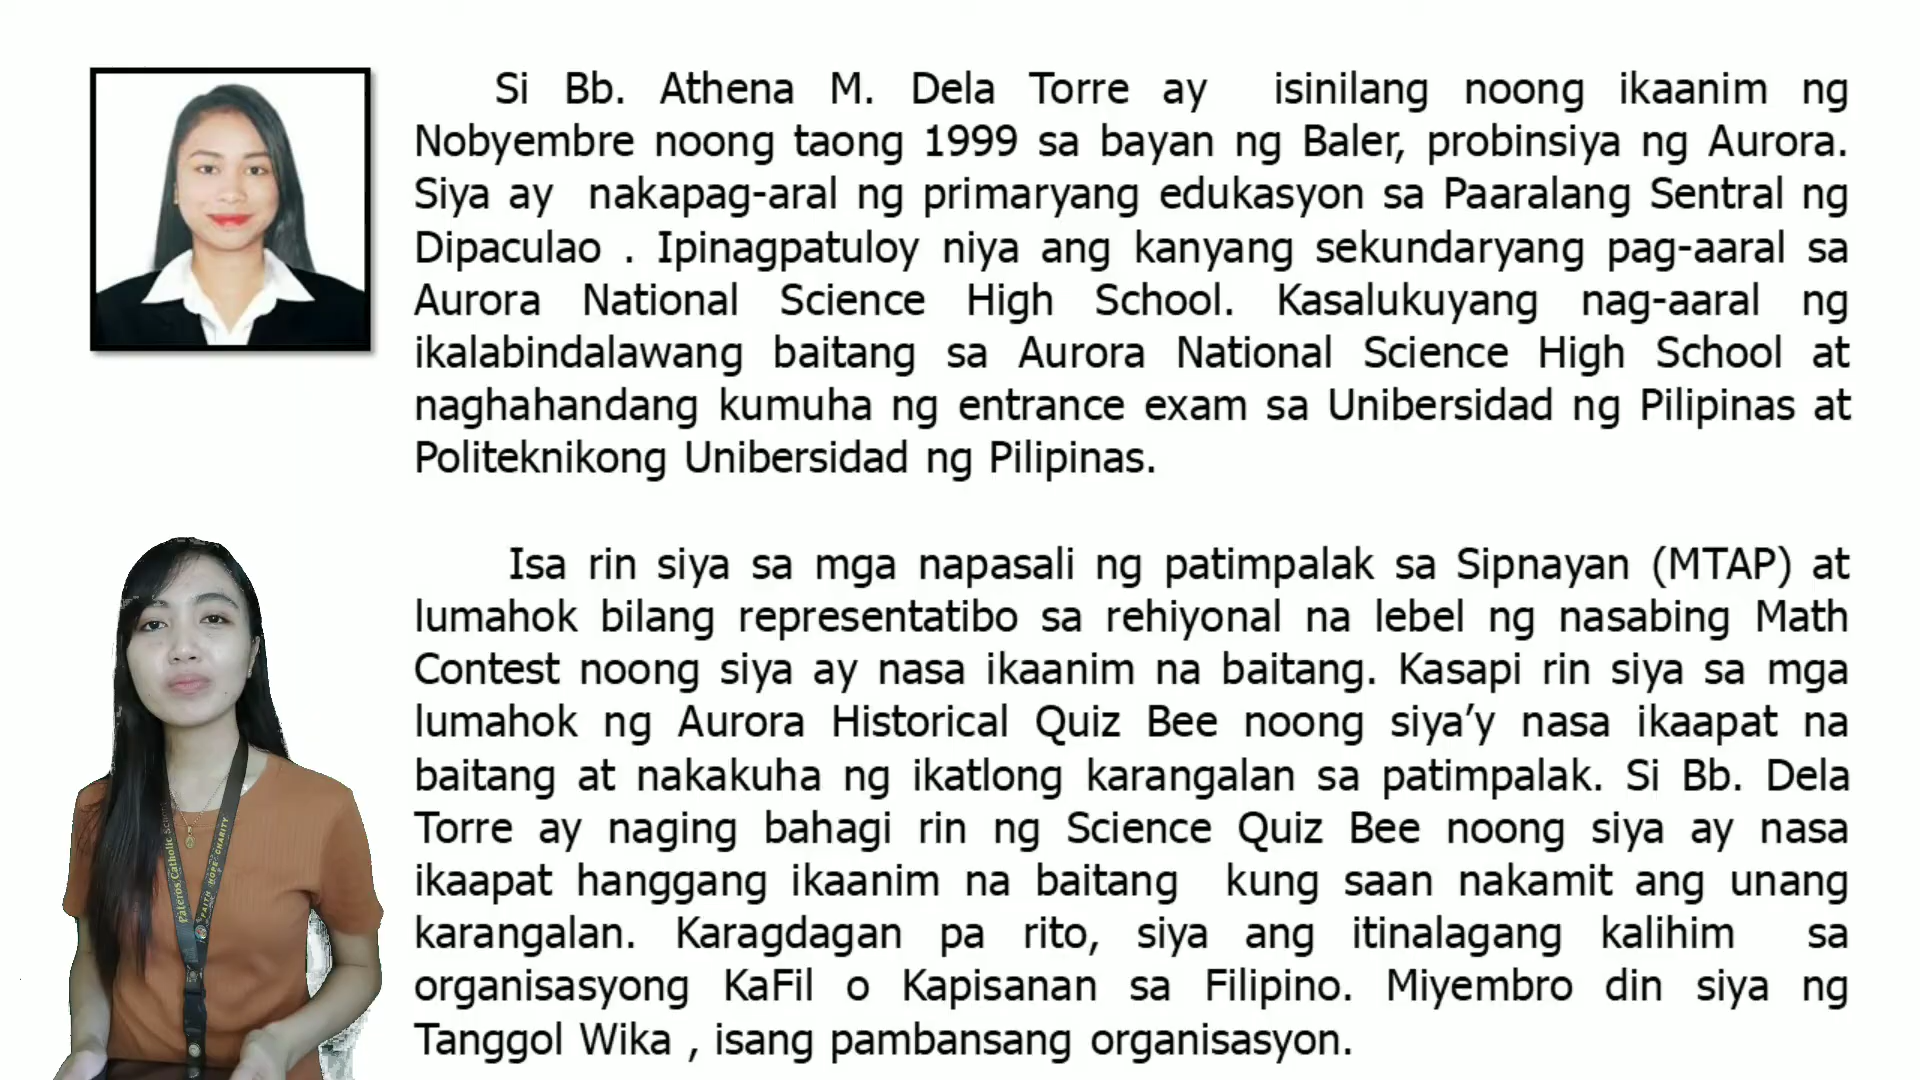 Si Bb. Athena M. Dela Torre ay isinilang noong ikaanim ng
Nobyembre noong taong 1999 sa bayan ng Baler, probinsiya ng Aurora.
Siya ay nakapag-aral ng primaryang edukasyon sa Paaralang Sentral ng
Dipaculao . Ipinagpatuloy niya ang kanyang sekundaryang pag-aaral sa
Aurora National Science High School. Kasalukuyang nag-aaral ng
ikalabindalawang baitang sa Aurora National Science High School at
naghahandang kumuha ng entrance exam sa Unibersidad ng Pilipinas at
Politeknikong Unibersidad ng Pilipinas.
Isa rin siya sa mga napasali ng patimpalak sa Sipnayan (MTAP) at
lumahok bilang representatibo sa rehiyonal na lebel ng nasabing Math
Contest noong siya ay nasa ikaanim na baitang. Kasapi rin siya sa mga
lumahok ng Aurora Historical Quiz Bee noong siya’y nasa ikaapat na
baitang at nakakuha ng ikatlong karangalan sa patimpalak. Si Bb. Dela
Torre ay naging bahagi rin ng Science Quiz Bee noong siya ay nasa
ikaapat hanggang ikaanim na baitang kung saan nakamit ang unang
karangalan. Karagdagan pa rito, siya ang itinalagang kalihim sa
organisasyong KaFil o Kapisanan sa Filipino. Miyembro din siya ng
Tanggol Wika , isang pambansang organisasyon.
Pateros Catholic School
FAITH HOPE CHARITY